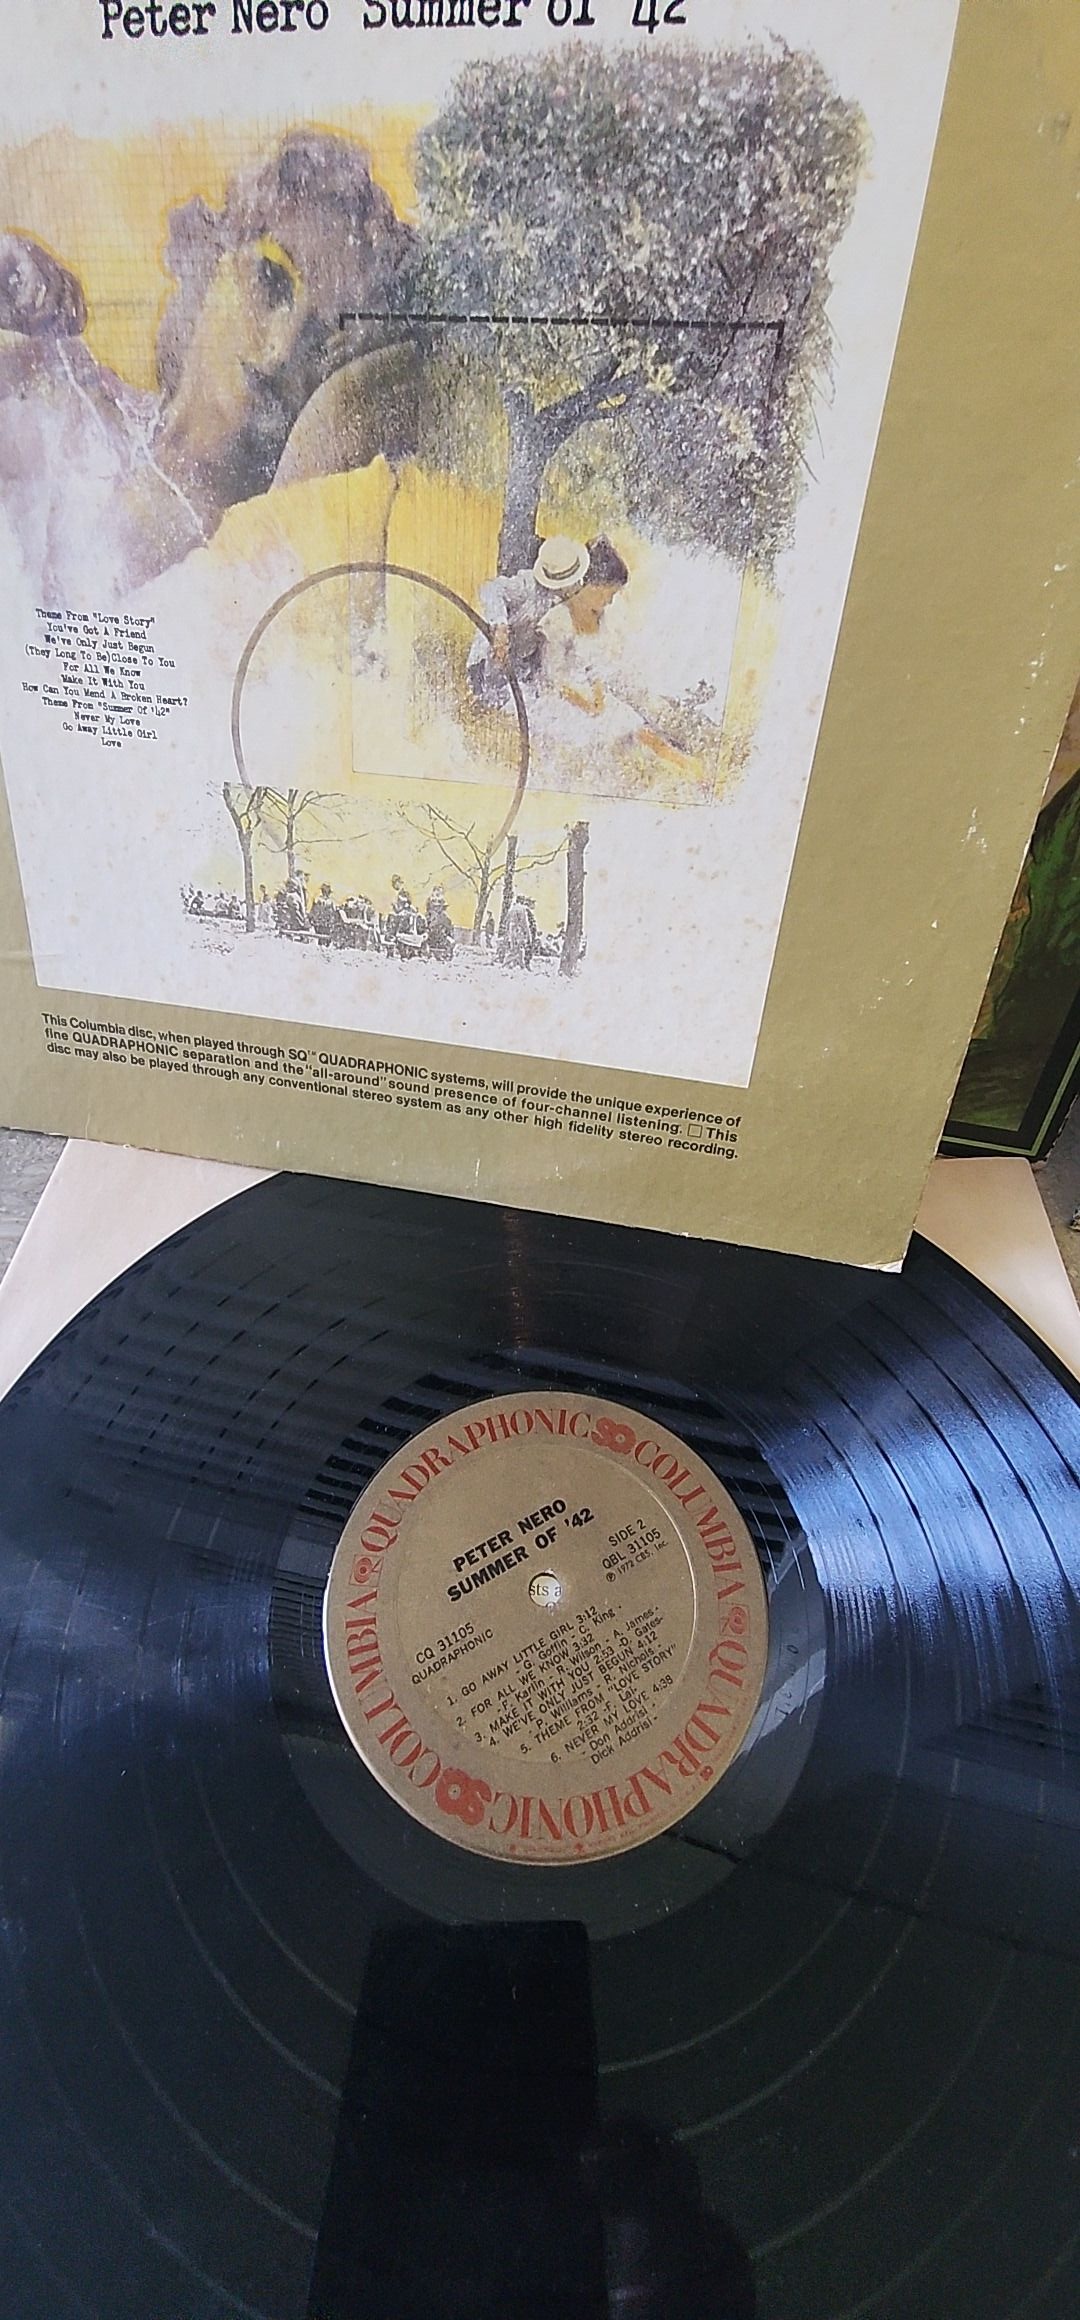 Peter Nero Summer of '42
Theme From "Love Story"
You've Got A Friend
We've Only Just Begun
(They Long To Be) Close To You
For All We Know
Make It With You
How Can You Mend A Broken Heart?
Theme From "Summer Of '42"
Never My Love
Go Away Little Girl
Love
This Columbia disc, when played through SQ™ QUADRAPHONIC systems, will provide the unique experience of
fine QUADRAPHONIC separation and the "all-around" sound presence of four-channel listening. □ This
disc may also be played through any conventional stereo system as any other high fidelity stereo recording.
QUADRAPHONIC SQ COLUMBIA QUADRAPHONIC SQ COLUMBIA
PETER NERO
SUMMER OF '42
SIDE 2
QBL 31105
℗ 1972 CBS, Inc.
CQ 31105
QUADRAPHONIC
sts a
1. GO AWAY LITTLE GIRL 3:12
- G. Goffin - C. King -
2. FOR ALL WE KNOW 3:32
- F. Karlin - R. Wilson - A. James -
3. MAKE IT WITH YOU 2:53 -D. Gates-
4. WE'VE ONLY JUST BEGUN 4:12
- P. Williams - R. Nichols -
5. THEME FROM "LOVE STORY"
2:32 -F. Lai-
6. NEVER MY LOVE 4:38
- Don Addrisi -
Dick Addrisi -